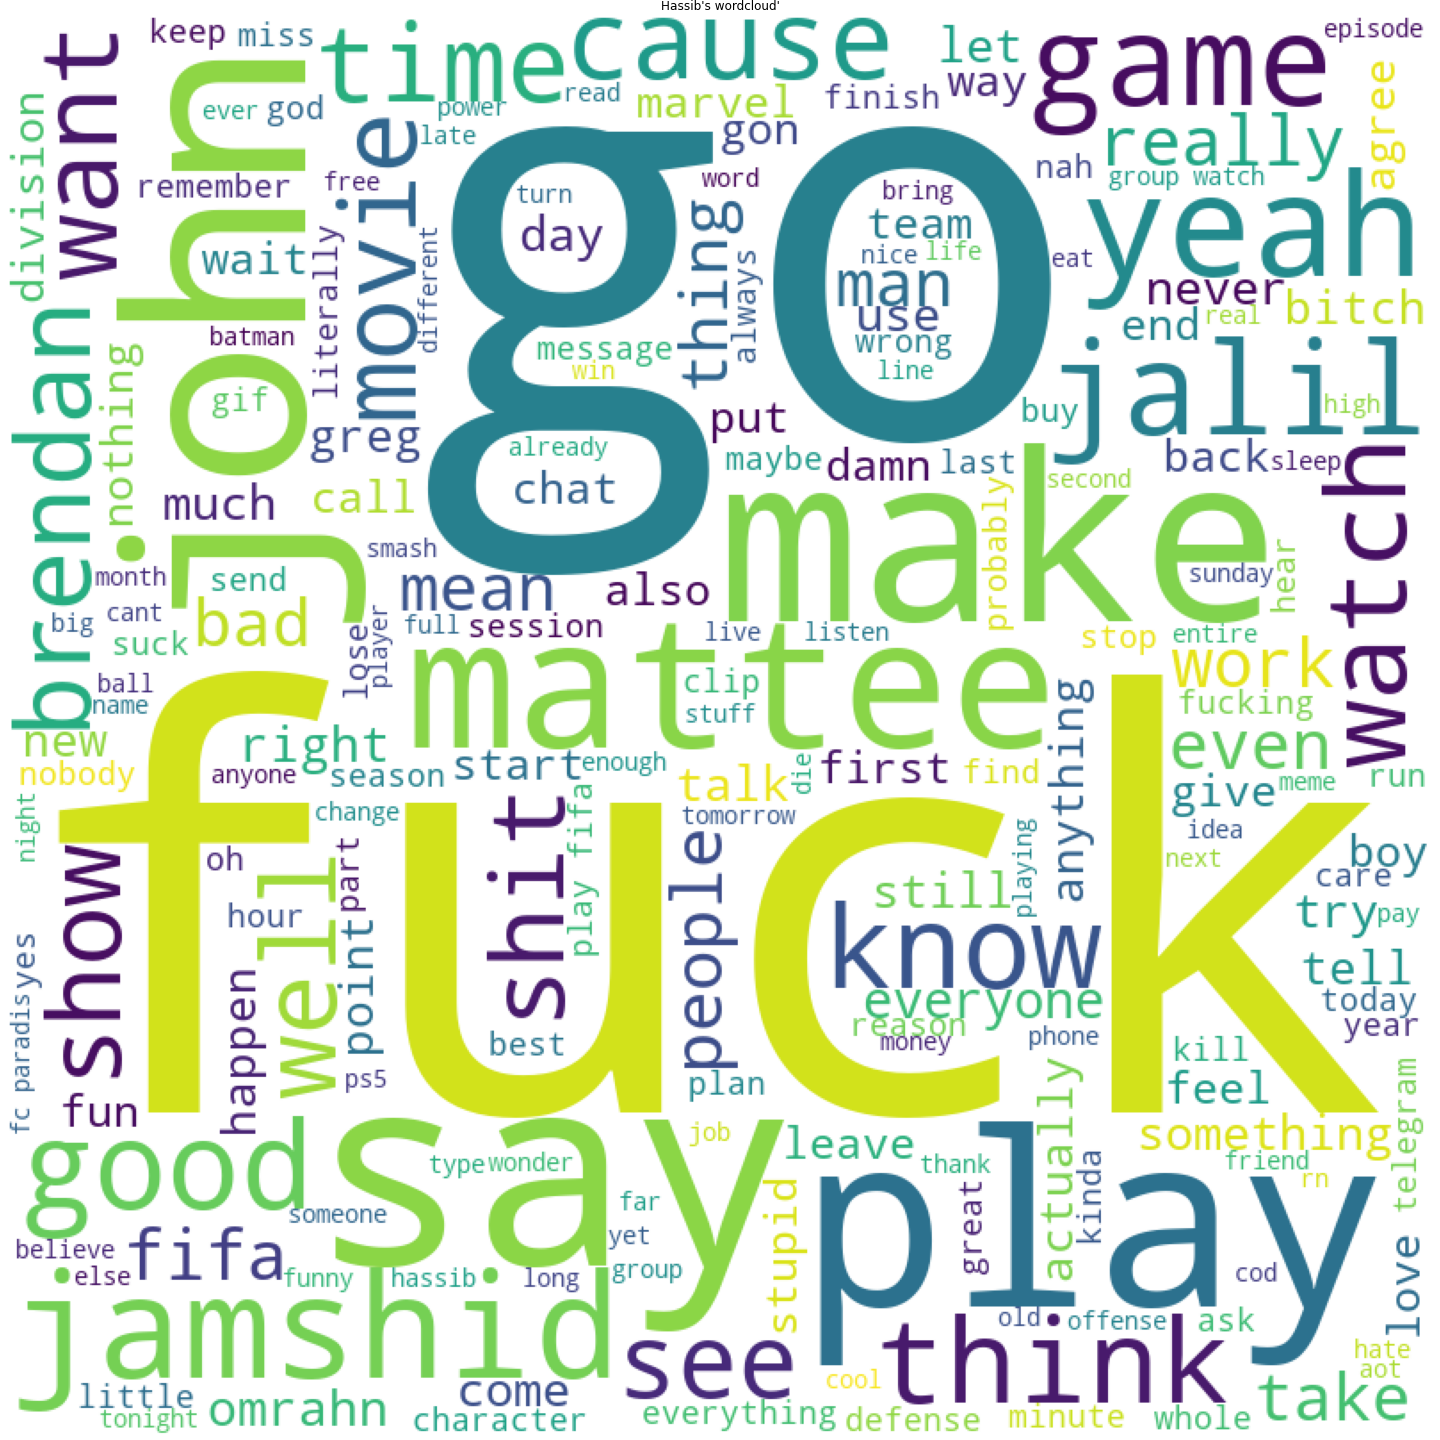 Hassib's wordcloud'
keep
miss
time
cause
let
game
episode
want
john
ever
god
power
read
marvel
finish
way
really
agree
division
late
gon
nah
group watch
remember
free
movie
go
word
bring
yeah
turn
day
thing
team
nice
life
eat
wait
literally
different
always
man
use
never
bitch
batman
message
wrong
end
real
brendan
nothing
win
line
jalil
gif
greg
put
buy
high
already
maybe
damn
last
back
sleep
watch
much
call
chat
make
second
probably
smash
month
send
mean
also
sunday
hear
big
cant
bad
full
session
live
listen
stop
entire
suck
lose
player
mattee
work
ball
name
clip
stuff
anything
fucking
new
right
even
nobody
anyone
season
start
enough
talk
die
first
find
give
meme
run
night
fuck
change
shit
play fifa
tomorrow
playing
idea
show
oh
part
people
next
boy
well
hour
point
still
care
try
pay
know
fc paradis
yes
happen
everyone
tell
today
reason
year
best
money
phone
ps5
plan
kill
feel
fun
telegram
good
say
job
leave
play
actually
something
type
wonder
thank
kinda
friend
rn
someone
far
stupid
great
love
believe
fifa
yet
else
funny
hassib
long
group
cod
jamshid
see
think
old
offense
ask
hate
aot
little
come
cool
take
tonight
omrahn
character
everything
defense
minute
whole